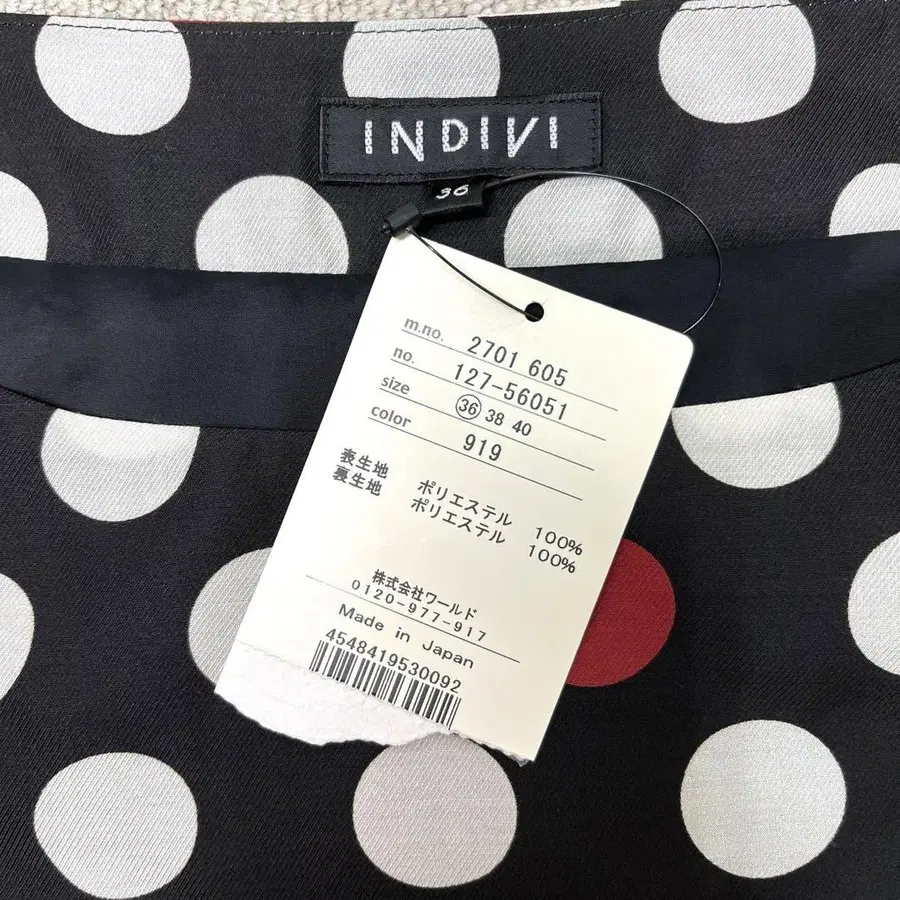 INDIVI
36
m.no. 2701 605
no. 127-56051
size 36 38 40
color 919
表生地 ポリエステル 100%
裏生地 ポリエステル 100%
株式会社ワールド
0120-977-917
Made in Japan
4548419530092